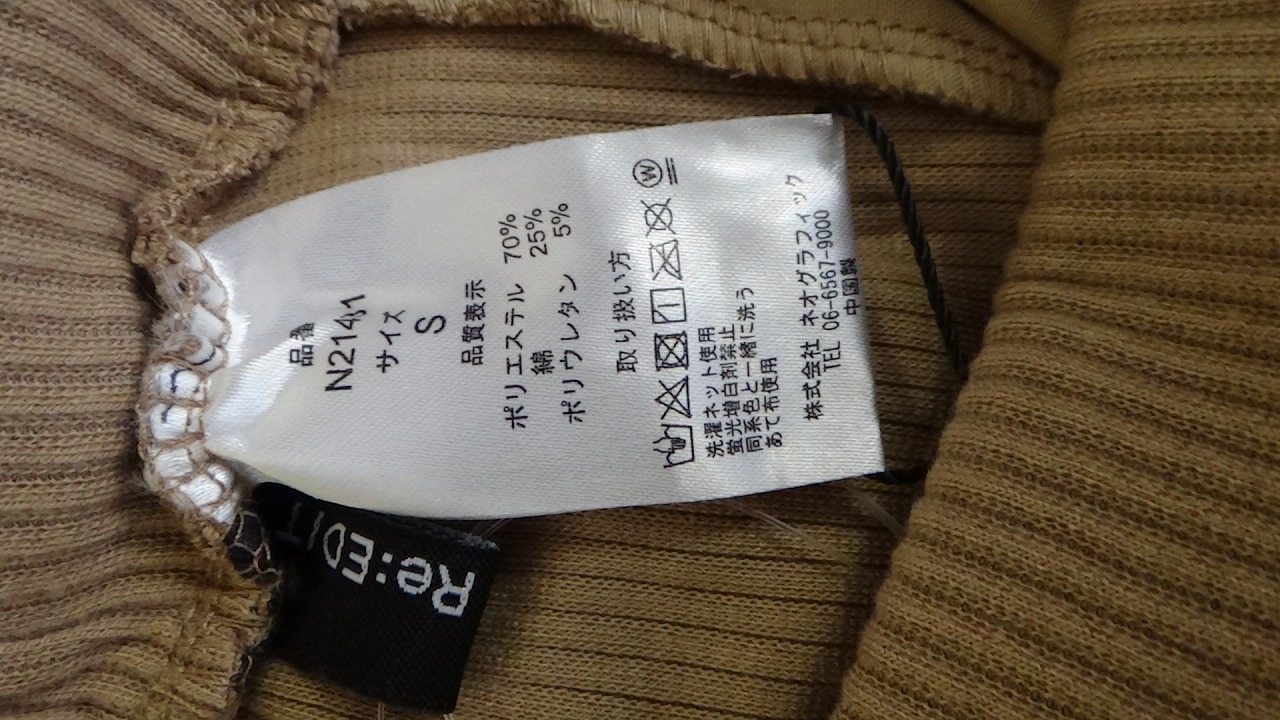 品番
サイズ
S
品質表示
ポリエステル 70%
綿 25%
ポリウレタン 5%
取り扱い方
洗濯ネット使用
蛍光増白剤禁止
同系色と一緒に洗う
あて布使用
株式会社 ネオグラフィック
TEL 06-6567-9000
中国製
Re:EDIT